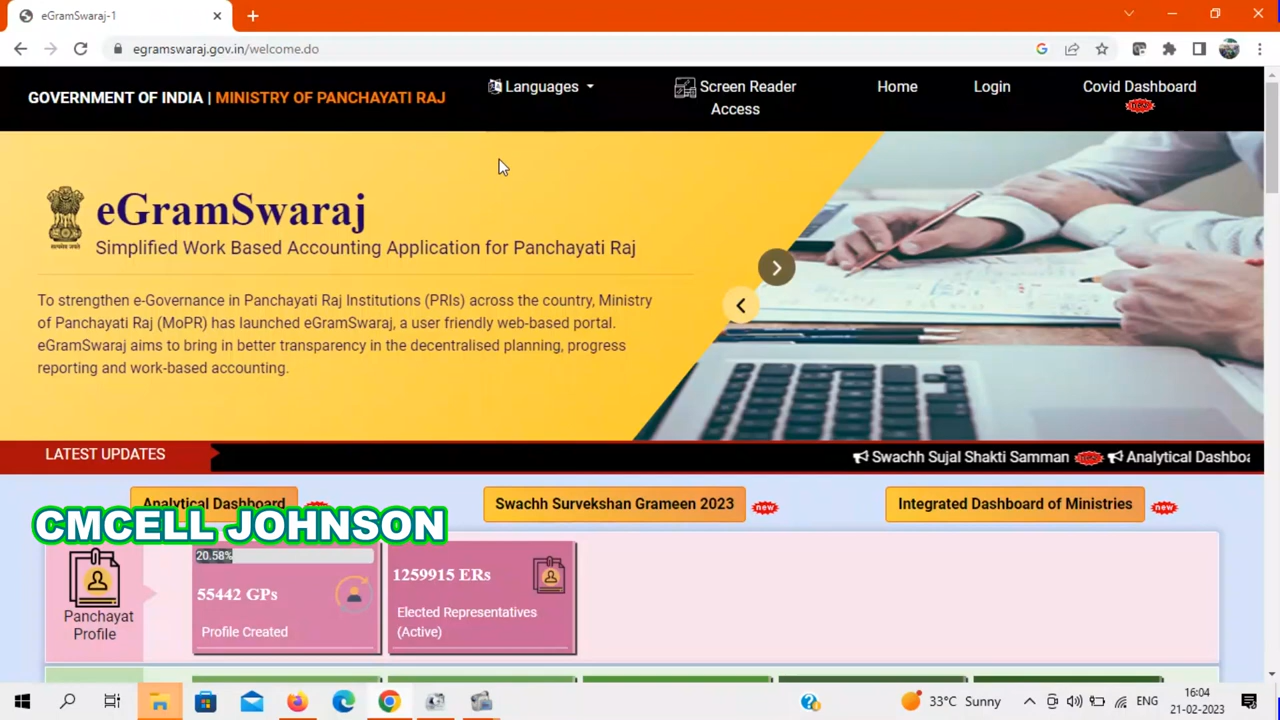 eGramSwaraj-1
egramswaraj.gov.in/welcome.do
GOVERNMENT OF INDIA | MINISTRY OF PANCHAYATI RAJ
Languages
Screen Reader
Access
Home
Login
Covid Dashboard
new
eGramSwaraj
Simplified Work Based Accounting Application for Panchayati Raj
To strengthen e-Governance in Panchayati Raj Institutions (PRIs) across the country, Ministry
of Panchayati Raj (MoPR) has launched eGramSwaraj, a user friendly web-based portal.
eGramSwaraj aims to bring in better transparency in the decentralised planning, progress
reporting and work-based accounting.
LATEST UPDATES
Swachh Sujal Shakti Samman new Analytical Dashboa
Analytical Dashboard
Swachh Survekshan Grameen 2023 new
Integrated Dashboard of Ministries new
CMCELL JOHNSON
Panchayat
Profile
20.58%
55442 GPs
Profile Created
1259915 ERs
Elected Representatives
(Active)
33°C Sunny
ENG
16:04
21-02-2023